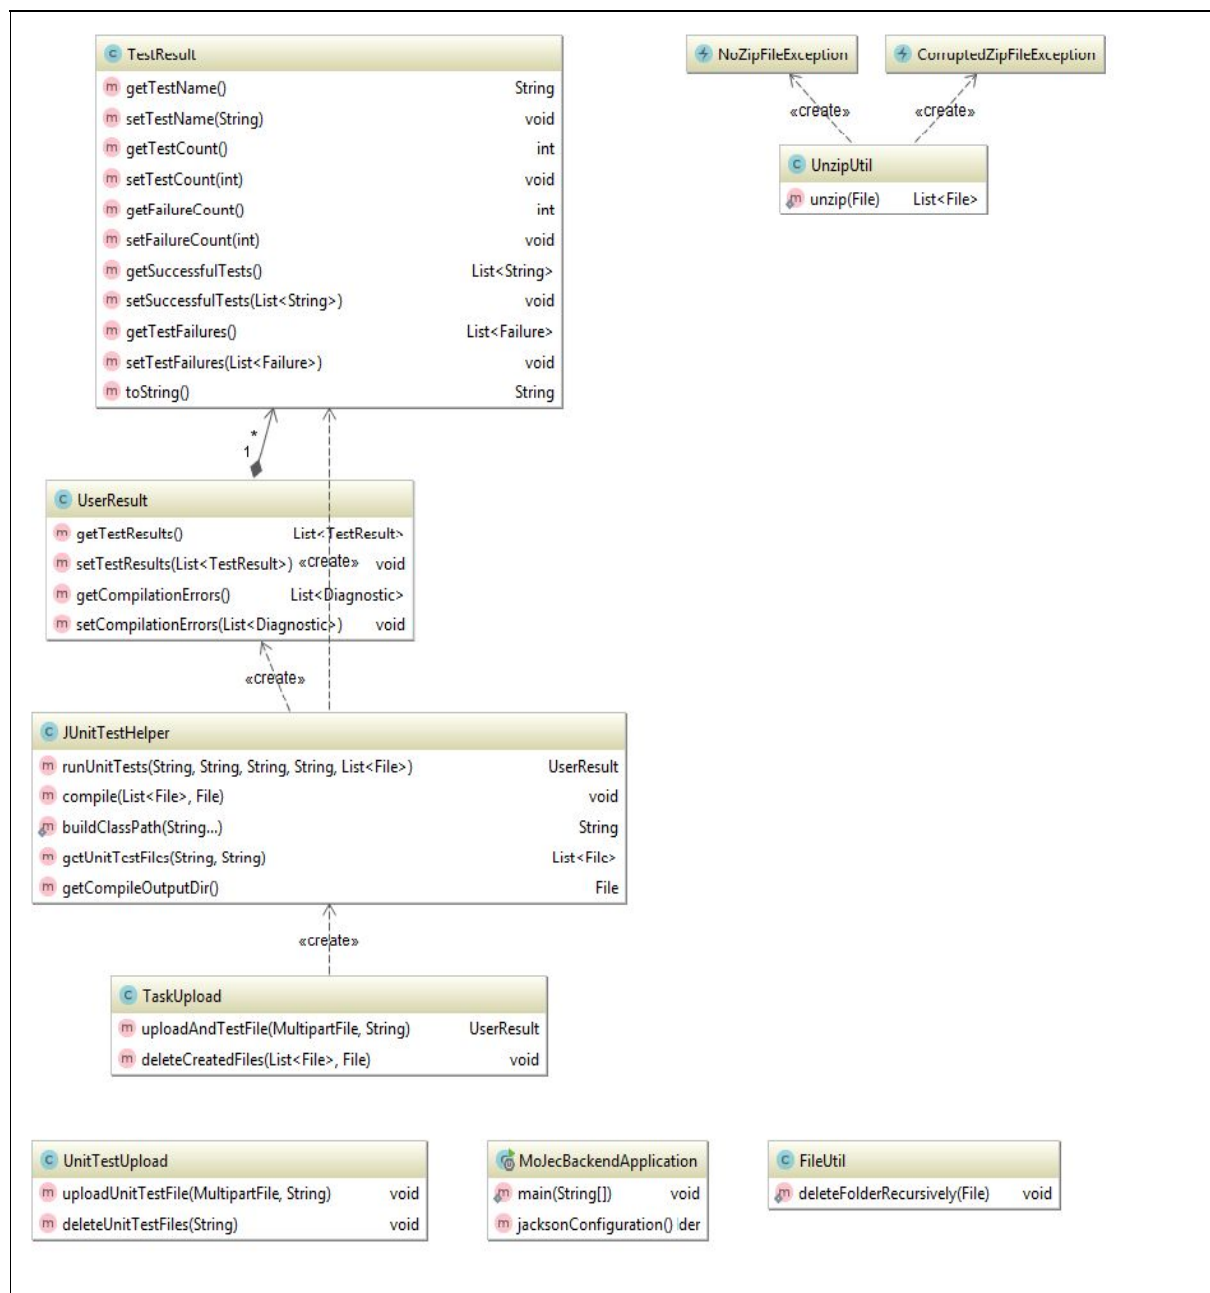 TestResult
getTestName() String
setTestName(String) void
getTestCount() int
setTestCount(int) void
getFailureCount() int
setFailureCount(int) void
getSuccessfulTests() List<String>
setSuccessfulTests(List<String>) void
getTestFailures() List<Failure>
setTestFailures(List<Failure>) void
toString() String
NoZipFileException
CorruptedZipFileException
«create» «create»
UnzipUtil
unzip(File) List<File>
*
1
UserResult
getTestResults() List<TestResult>
setTestResults(List<TestResult>) «create» void
getCompilationErrors() List<Diagnostic>
setCompilationErrors(List<Diagnostic>) void
«create»
JUnitTestHelper
runUnitTests(String, String, String, String, List<File>) UserResult
compile(List<File>, File) void
buildClassPath(String...) String
getUnitTestFiles(String, String) List<File>
getCompileOutputDir() File
«create»
TaskUpload
uploadAndTestFile(MultipartFile, String) UserResult
deleteCreatedFiles(List<File>, File) void
UnitTestUpload
uploadUnitTestFile(MultipartFile, String) void
deleteUnitTestFiles(String) void
MoJecBackendApplication
main(String[]) void
jacksonConfiguration() lder
FileUtil
deleteFolderRecursively(File) void